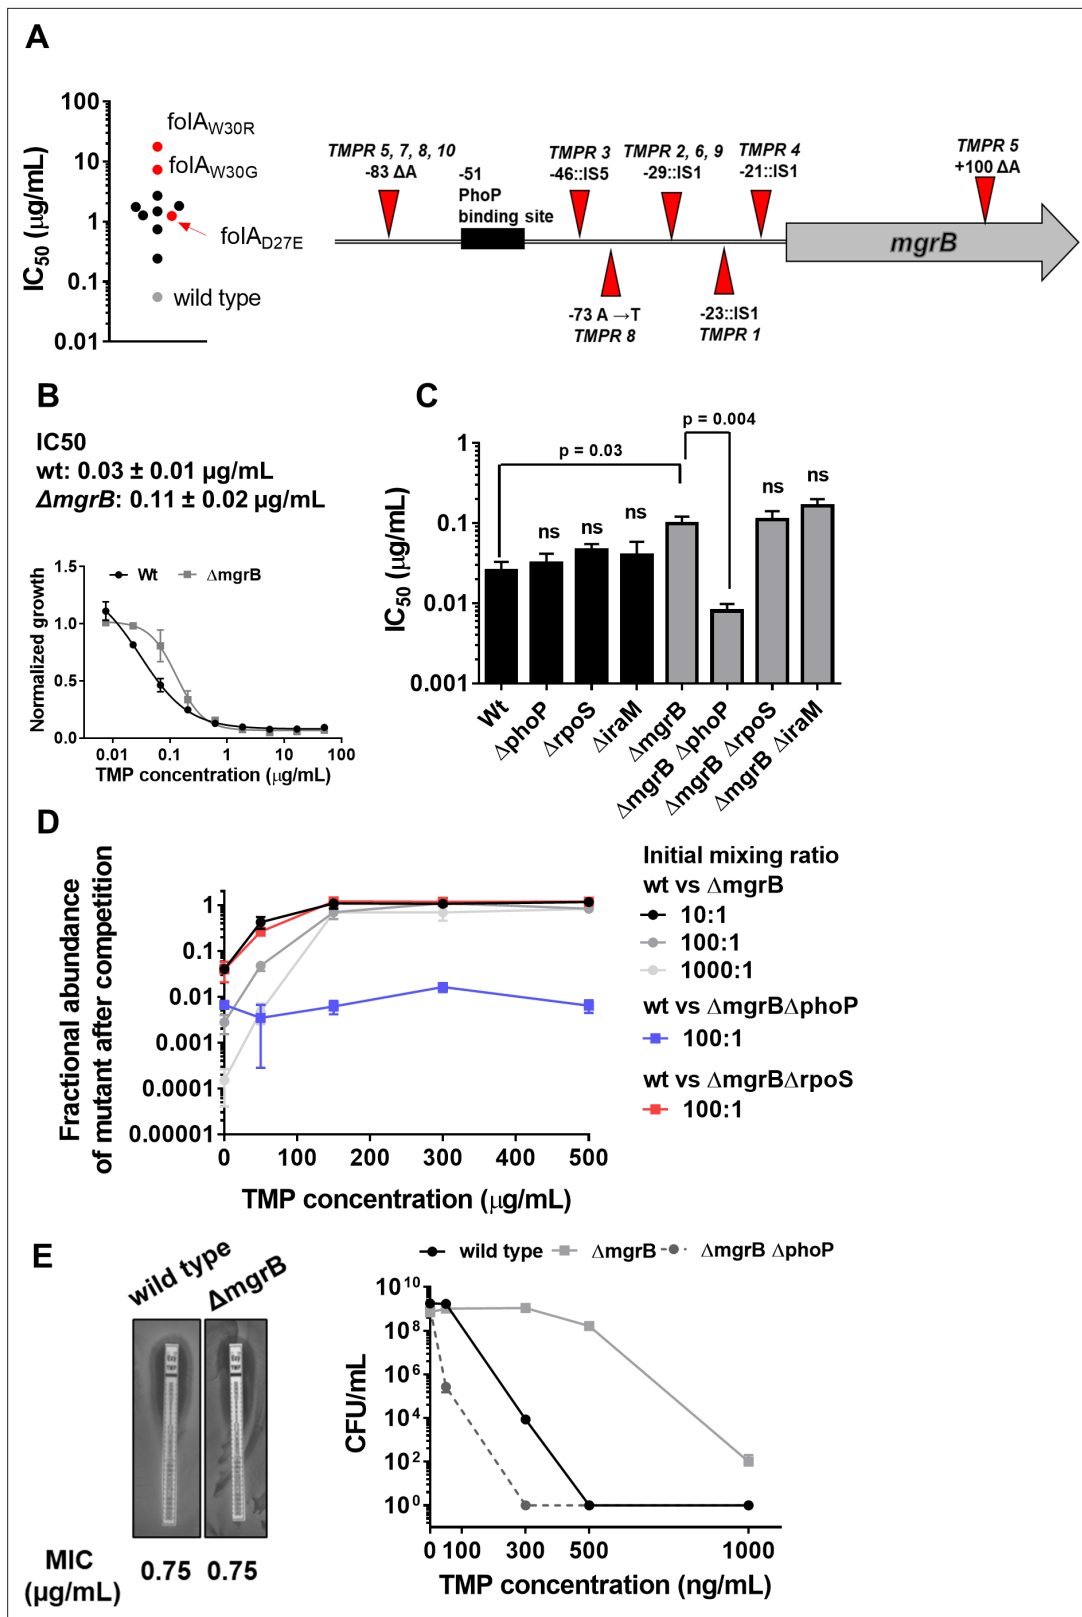 A
100
10
1
0.1
0.01
IC50 (µg/mL)
folAW30R
folAW30G
folAD27E
wild type
TMPR 5, 7, 8, 10
-83 ΔA
-51
PhoP
binding site
TMPR 3
-46::IS5
TMPR 2, 6, 9
-29::IS1
TMPR 4
-21::IS1
TMPR 5
+100 ΔA
mgrB
-73 A →T
TMPR 8
-23::IS1
TMPR 1
B
IC50
wt: 0.03 ± 0.01 µg/mL
ΔmgrB: 0.11 ± 0.02 µg/mL
Wt
ΔmgrB
1.5
1.0
0.5
0.0
Normalized growth
0.01
0.1
1
10
100
TMP concentration (µg/mL)
C
p = 0.004
p = 0.03
ns
ns
ns
ns
ns
1
0.1
0.01
0.001
IC50 (µg/mL)
Wt
ΔphoP
ΔrpoS
ΔiraM
ΔmgrB
ΔmgrB ΔphoP
ΔmgrB ΔrpoS
ΔmgrB ΔiraM
D
Fractional abundance
of mutant after competition
1
0.1
0.01
0.001
0.0001
0.00001
0
100
200
300
400
500
TMP concentration (µg/mL)
Initial mixing ratio
wt vs ΔmgrB
10:1
100:1
1000:1
wt vs ΔmgrBΔphoP
100:1
wt vs ΔmgrBΔrpoS
100:1
E
wild type
ΔmgrB
TMP
MIC
(µg/mL)
0.75
0.75
wild type
ΔmgrB
ΔmgrB ΔphoP
10^10
10^8
10^6
10^4
10^2
10^0
CFU/mL
0
100
300
500
1000
TMP concentration (ng/mL)